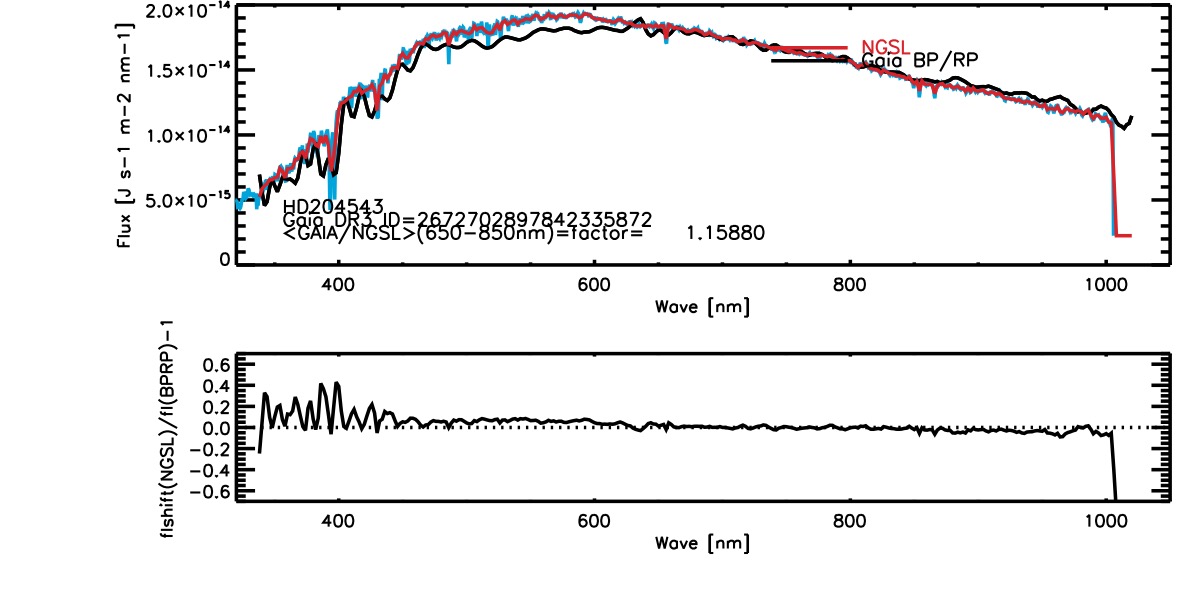 2.0×10−14
1.5×10−14
1.0×10−14
5.0×10−15
0
Flux [J s−1 m−2 nm−1]
NGSL
Gaia BP/RP
HD204543
Gaia DR3 ID=2672702897842335872
<GAIA/NGSL>(650−850nm)=factor= 1.15880
400 600 800 1000
Wave [nm]
flshift(NGSL)/fl(BPRP)−1
0.6
0.4
0.2
0.0
−0.2
−0.4
−0.6
400 600 800 1000
Wave [nm]